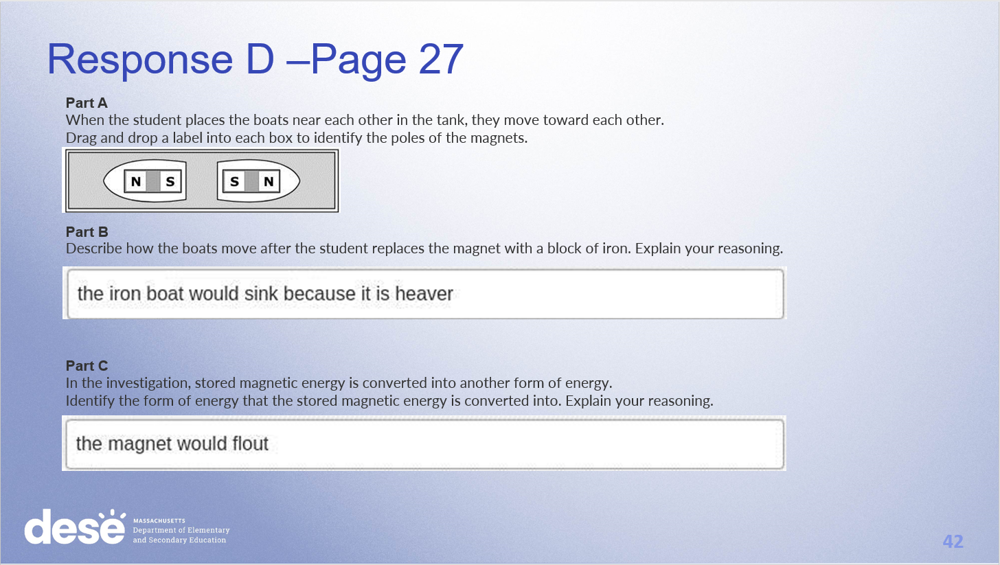 Response D –Page 27
Part A
When the student places the boats near each other in the tank, they move toward each other.
Drag and drop a label into each box to identify the poles of the magnets.
N S S N
Part B
Describe how the boats move after the student replaces the magnet with a block of iron. Explain your reasoning.
the iron boat would sink because it is heaver
Part C
In the investigation, stored magnetic energy is converted into another form of energy.
Identify the form of energy that the stored magnetic energy is converted into. Explain your reasoning.
the magnet would flout
dese
MASSACHUSETTS
Department of Elementary
and Secondary Education
42